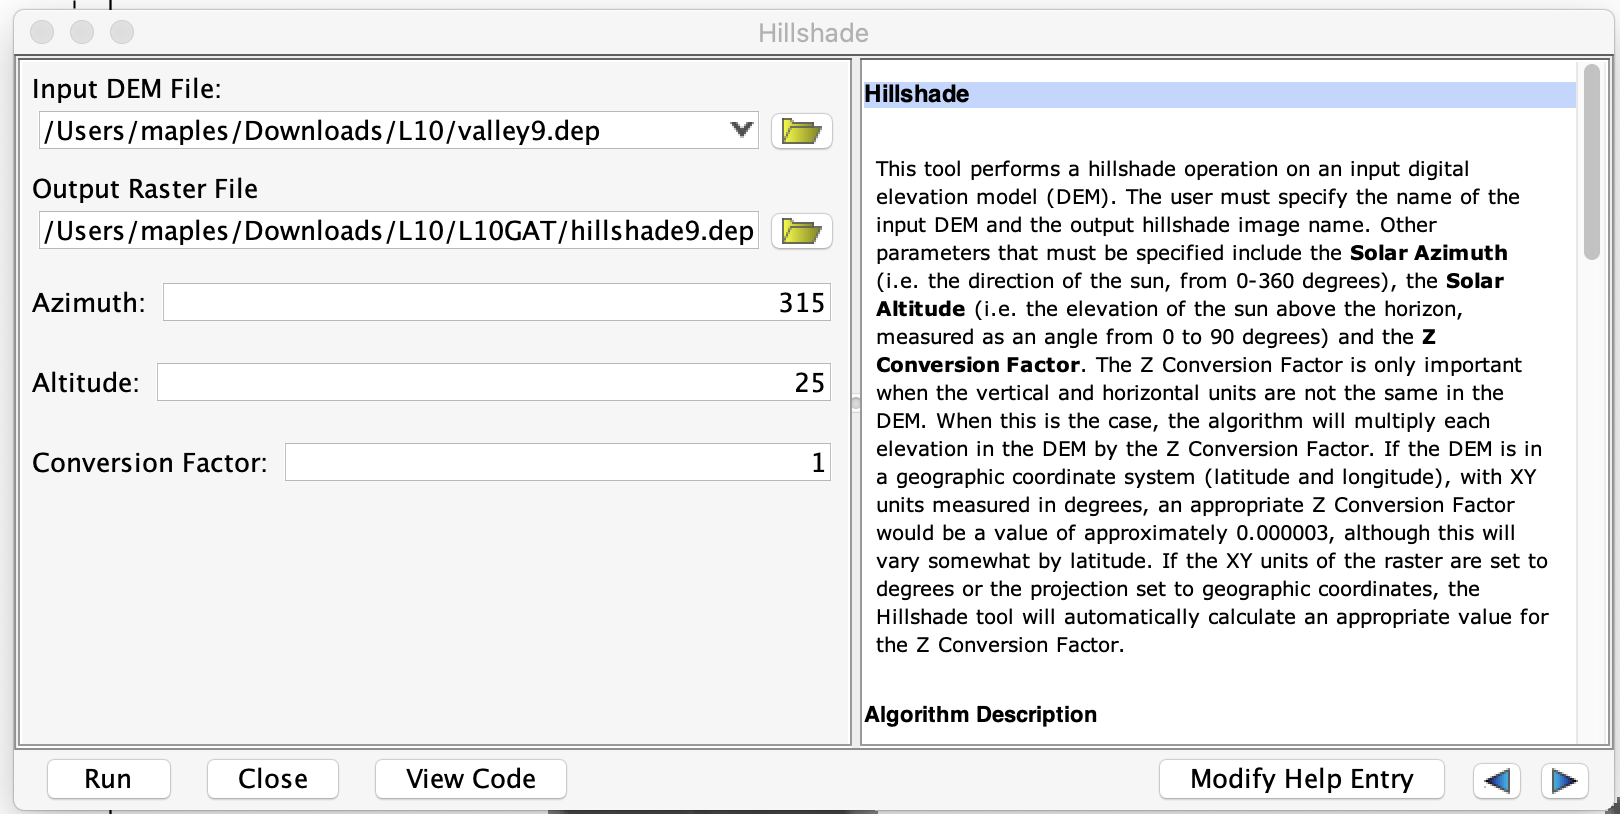 Hillshade
Input DEM File:
/Users/maples/Downloads/L10/valley9.dep
Output Raster File
/Users/maples/Downloads/L10/L10GAT/hillshade9.dep
Azimuth:
315
Altitude:
25
Conversion Factor:
1
Hillshade
This tool performs a hillshade operation on an input digital
elevation model (DEM). The user must specify the name of the
input DEM and the output hillshade image name. Other
parameters that must be specified include the Solar Azimuth
(i.e. the direction of the sun, from 0-360 degrees), the Solar
Altitude (i.e. the elevation of the sun above the horizon,
measured as an angle from 0 to 90 degrees) and the Z
Conversion Factor. The Z Conversion Factor is only important
when the vertical and horizontal units are not the same in the
DEM. When this is the case, the algorithm will multiply each
elevation in the DEM by the Z Conversion Factor. If the DEM is in
a geographic coordinate system (latitude and longitude), with XY
units measured in degrees, an appropriate Z Conversion Factor
would be a value of approximately 0.000003, although this will
vary somewhat by latitude. If the XY units of the raster are set to
degrees or the projection set to geographic coordinates, the
Hillshade tool will automatically calculate an appropriate value for
the Z Conversion Factor.
Algorithm Description
Run
Close
View Code
Modify Help Entry